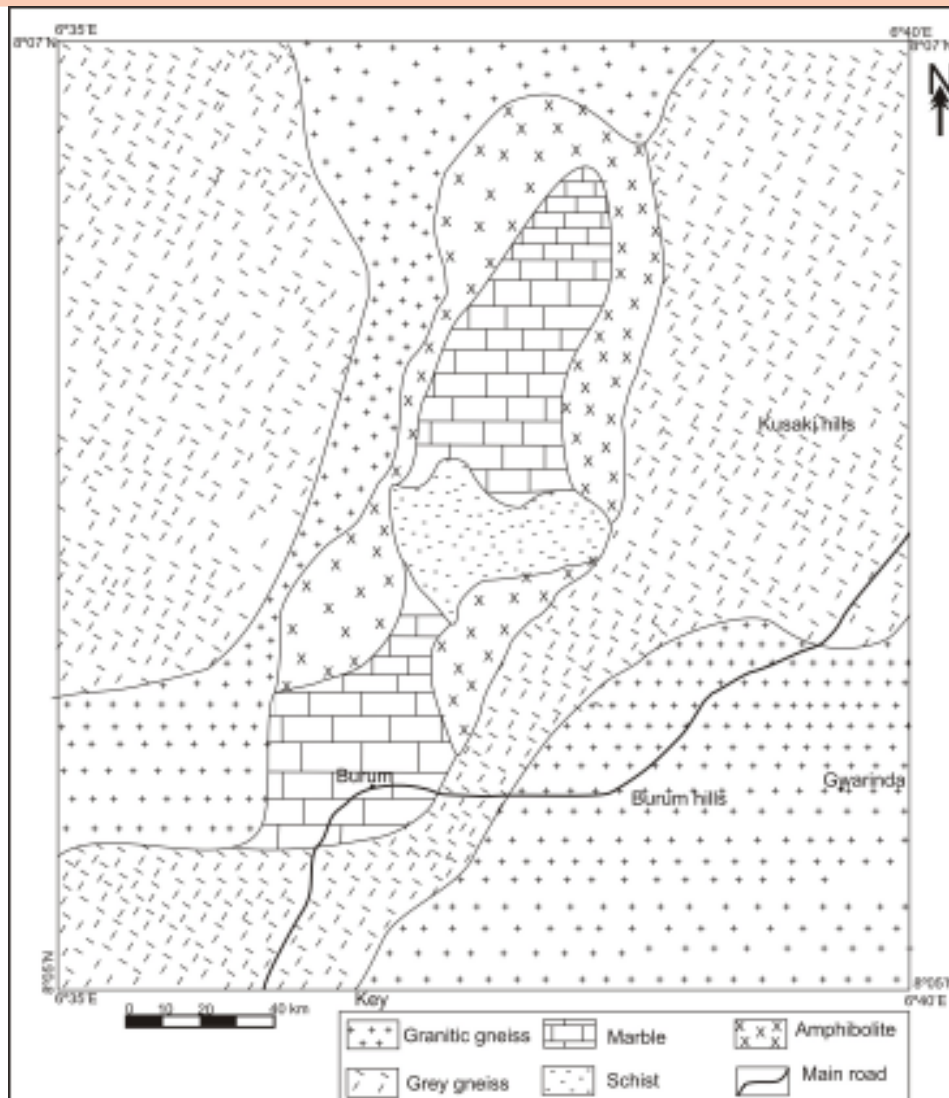 6°35'E
6°40'E
8°07'N
8°07'N
N
Kusaki hills
Burum
Burum hills
Gwarinda
8°05'N
8°05'
6°35'E
6°40'E
0 10 20 40 km
Key
Granitic gneiss
Marble
Amphibolite
Grey gneiss
Schist
Main road